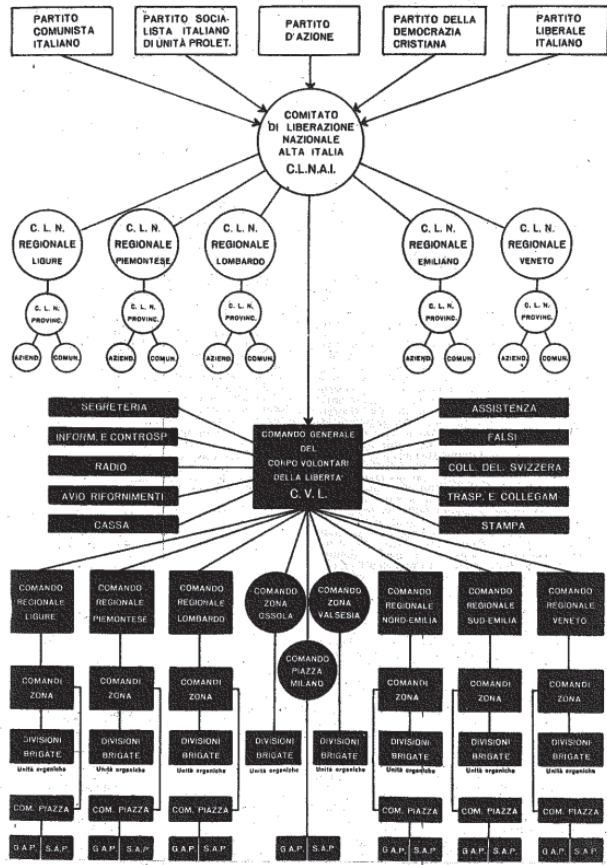 PARTITO
COMUNISTA
ITALIANO
PARTITO SOCIA-
LISTA ITALIANO
DI UNITÀ PROLET.
PARTITO
D'AZIONE
PARTITO DELLA
DEMOCRAZIA
CRISTIANA
PARTITO
LIBERALE
ITALIANO
COMITATO
DI LIBERAZIONE
NAZIONALE
ALTA ITALIA
C.L.N.A.I.
C. L. N.
REGIONALE
LIGURE
C. L. N.
REGIONALE
PIEMONTESE
C. L. N.
REGIONALE
LOMBARDO
C. L. N.
REGIONALE
EMILIANO
C. L. N.
REGIONALE
VENETO
C. L. N.
PROVINC.
C. L. N.
PROVINC.
C. L. N.
PROVINC.
C. L. N.
PROVINC.
C. L. N.
PROVINC.
AZIEND.
COMUN.
AZIEND.
COMUN.
AZIEND.
COMUN.
AZIEND.
COMUN.
AZIEND.
COMUN.
SEGRETERIA
INFORM. E CONTROSP.
RADIO
AVIO RIFORNIMENTI
CASSA
COMANDO GENERALE
DEL
CORPO VOLONTARI
DELLA LIBERTA'
C. V. L.
ASSISTENZA
FALSI
COLL. DEL. SVIZZERA
TRASP. E COLLEGAM.
STAMPA
COMANDO
REGIONALE
LIGURE
COMANDO
REGIONALE
PIEMONTESE
COMANDO
REGIONALE
LOMBARDO
COMANDO
ZONA
OSSOLA
COMANDO
ZONA
VALSESIA
COMANDO
REGIONALE
NORD-EMILIA
COMANDO
REGIONALE
SUD-EMILIA
COMANDO
REGIONALE
VENETO
COMANDO
PIAZZA
MILANO
COMANDI
ZONA
COMANDI
ZONA
COMANDI
ZONA
COMANDI
ZONA
COMANDI
ZONA
COMANDI
ZONA
DIVISIONI
BRIGATE
Unità organiche
DIVISIONI
BRIGATE
Unità organiche
DIVISIONI
BRIGATE
Unità organiche
DIVISIONI
BRIGATE
Unità organiche
DIVISIONI
BRIGATE
Unità organiche
DIVISIONI
BRIGATE
Unità organiche
DIVISIONI
BRIGATE
Unità organiche
DIVISIONI
BRIGATE
Unità organiche
COM. PIAZZA
COM. PIAZZA
COM. PIAZZA
COM. PIAZZA
COM. PIAZZA
COM. PIAZZA
G.A.P. S.A.P.
G.A.P. S.A.P.
G.A.P. S.A.P.
G.A.P. S.A.P.
G.A.P. S.A.P.
G.A.P. S.A.P.
G.A.P. S.A.P.